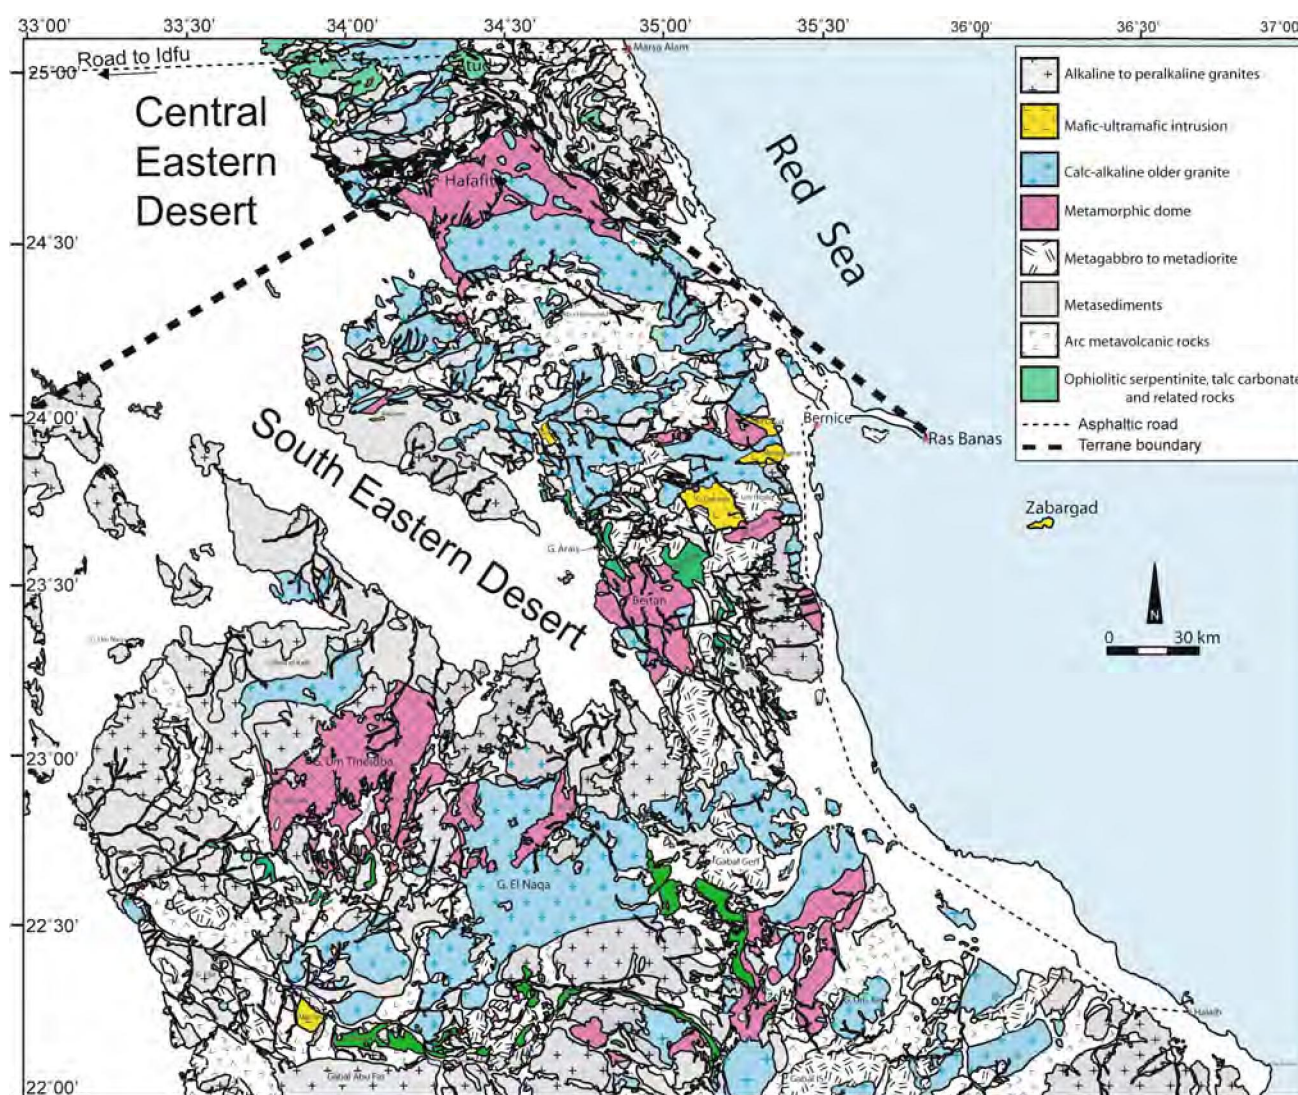 33°00' 33°30' 34°00' 34°30' 35°00' 35°30' 36°00' 36°30' 37°00'
Road to Idfu
Marsa Alam
25°00'
Central
Eastern
Desert
Hafafit
24°30'
Red Sea
24°00'
Bernice
Ras Banas
South Eastern Desert
Zabargad
G. Arais
23°30'
Beitan
N
0 30 km
23°00'
Gabal Gerf
G. El Naqa
22°30'
Halaib
Gabal Abu Fas
22°00'
Alkaline to peralkaline granites
Mafic-ultramafic intrusion
Calc-alkaline older granite
Metamorphic dome
Metagabbro to metadiorite
Metasediments
Arc metavolcanic rocks
Ophiolitic serpentinite, talc carbonate
and related rocks
Asphaltic road
Terrane boundary